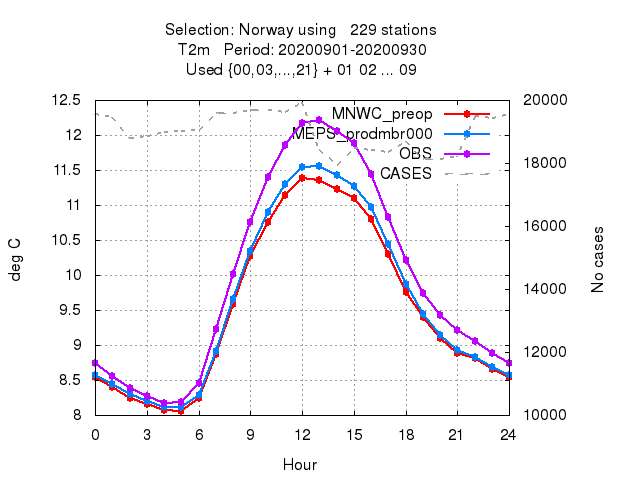 Selection: Norway using   229 stations
T2m   Period: 20200901-20200930
Used {00,03,...,21} + 01 02 ... 09
12.5
12
11.5
11
10.5
10
9.5
9
8.5
8
20000
18000
16000
14000
12000
10000
MNWC_preop
MEPS_prodmbr000
OBS
CASES
deg C
No cases
0 3 6 9 12 15 18 21 24
Hour